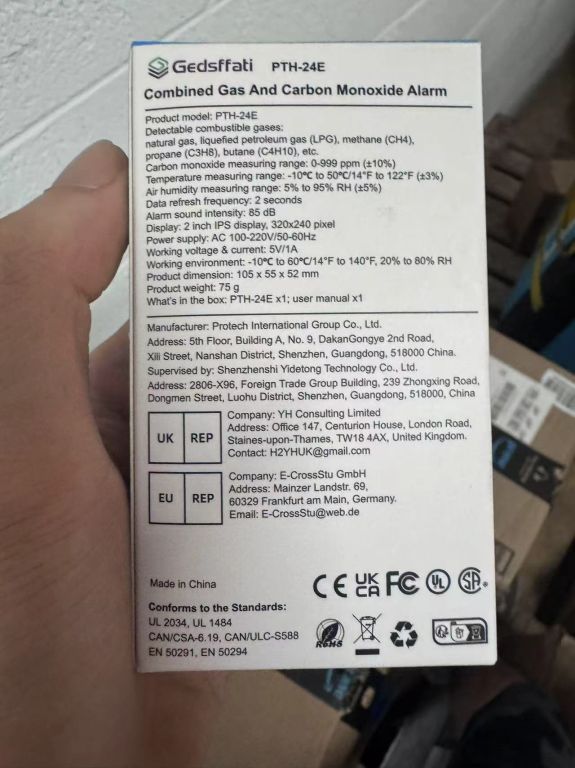 Gedsffati PTH-24E
Combined Gas And Carbon Monoxide Alarm
Product model: PTH-24E
Detectable combustible gases:
natural gas, liquefied petroleum gas (LPG), methane (CH4),
propane (C3H8), butane (C4H10), etc.
Carbon monoxide measuring range: 0-999 ppm (±10%)
Temperature measuring range: -10℃ to 50℃/14°F to 122°F (±3%)
Air humidity measuring range: 5% to 95% RH (±5%)
Data refresh frequency: 2 seconds
Alarm sound intensity: 85 dB
Display: 2 inch IPS display, 320x240 pixel
Power supply: AC 100-220V/50-60Hz
Working voltage & current: 5V/1A
Working environment: -10℃ to 60℃/14°F to 140°F, 20% to 80% RH
Product dimension: 105 x 55 x 52 mm
Product weight: 75 g
What's in the box: PTH-24E x1; user manual x1
Manufacturer: Protech International Group Co., Ltd.
Address: 5th Floor, Building A, No. 9, DakanGongye 2nd Road,
Xili Street, Nanshan District, Shenzhen, Guangdong, 518000 China.
Supervised by: Shenzhenshi Yidetong Technology Co., Ltd.
Address: 2806-X96, Foreign Trade Group Building, 239 Zhongxing Road,
Dongmen Street, Luohu District, Shenzhen, Guangdong, 518000, China
UK REP
Company: YH Consulting Limited
Address: Office 147, Centurion House, London Road,
Staines-upon-Thames, TW18 4AX, United Kingdom.
Contact: H2YHUK@gmail.com
EU REP
Company: E-CrossStu GmbH
Address: Mainzer Landstr. 69,
60329 Frankfurt am Main, Germany.
Email: E-CrossStu@web.de
Made in China
CE UK CA FC UL SA
Conforms to the Standards:
UL 2034, UL 1484
CAN/CSA-6.19, CAN/ULC-S588
EN 50291, EN 50294
RoHS